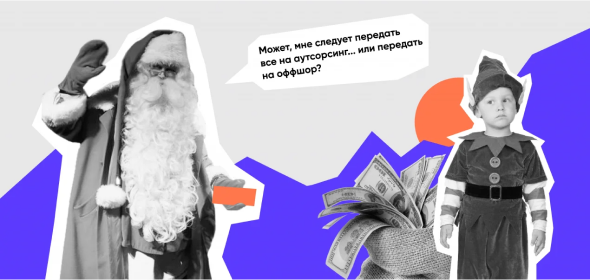 Может, мне следует передать
все на аутсорсинг... или передать
на оффшор?